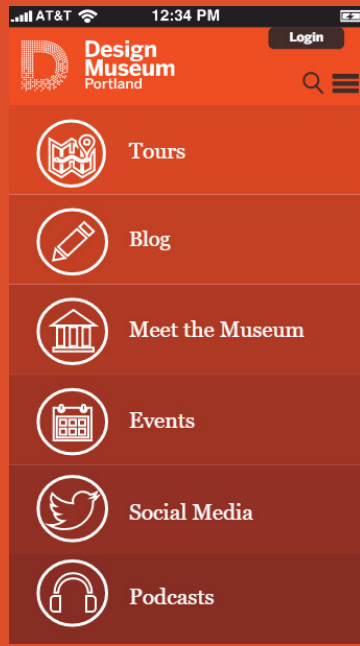 AT&T 12:34 PM
Login
Design
Museum
Portland
Tours
Blog
Meet the Museum
Events
Social Media
Podcasts